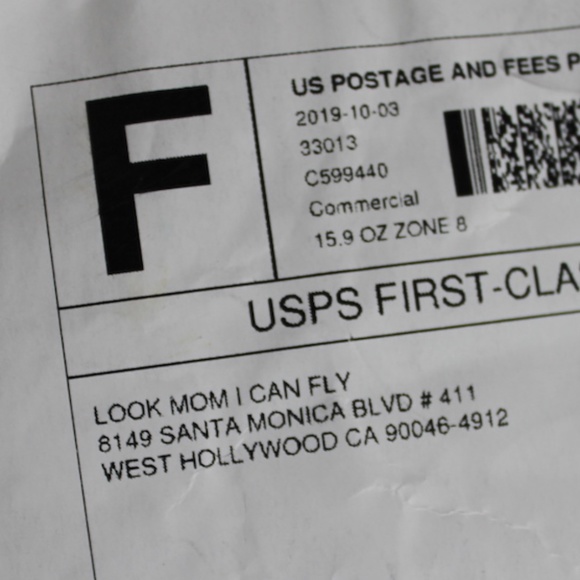 F
US POSTAGE AND FEES P
2019-10-03
33013
C599440
Commercial
15.9 OZ ZONE 8
USPS FIRST-CLAS
LOOK MOM I CAN FLY
8149 SANTA MONICA BLVD # 411
WEST HOLLYWOOD CA 90046-4912